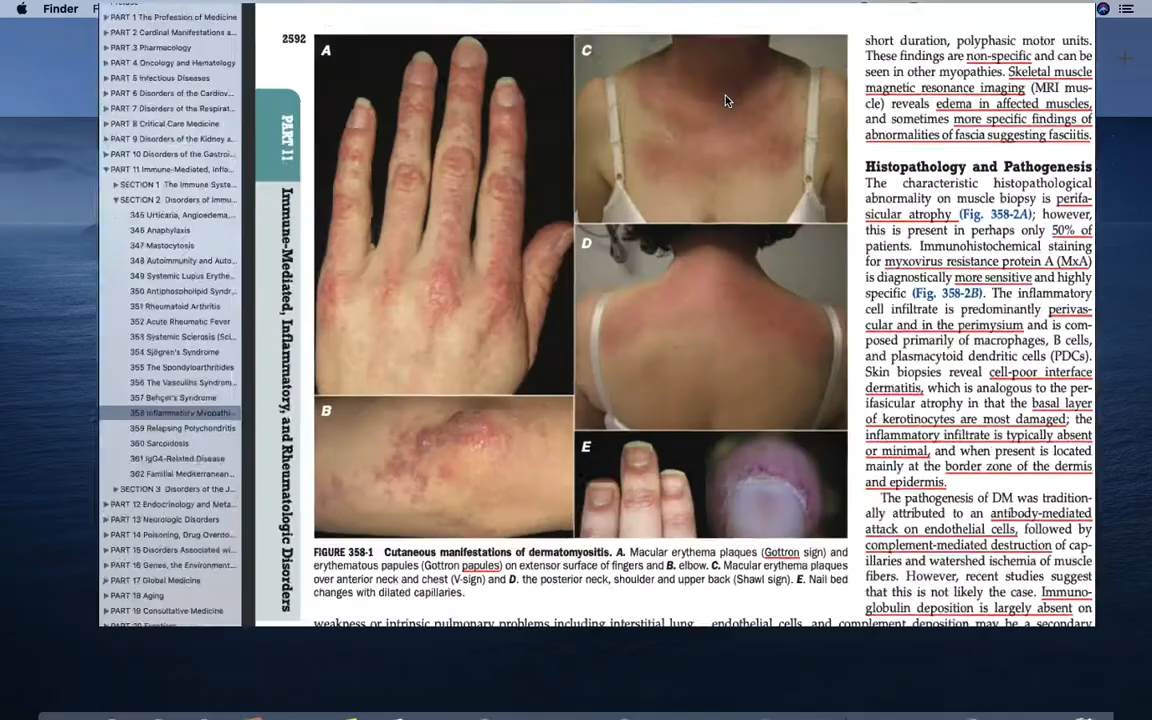 Finder
PART 1 The Profession of Medicine
PART 2 Cardinal Manifestations a...
PART 3 Pharmacology
PART 4 Oncology and Hematology
PART 5 Infectious Diseases
PART 6 Disorders of the Cardiov...
PART 7 Disorders of the Respirat...
PART 8 Critical Care Medicine
PART 9 Disorders of the Kidney a...
PART 10 Disorders of the Gastroi...
PART 11 Immune-Mediated, Infla...
SECTION 1 The Immune Syste...
SECTION 2 Disorders of Immu...
345 Urticaria, Angioedema,...
346 Anaphylaxis
347 Mastocytosis
348 Autoimmunity and Auto...
349 Systemic Lupus Erythe...
350 Antiphospholipid Syndr...
351 Rheumatoid Arthritis
352 Acute Rheumatic Fever
353 Systemic Sclerosis (Scl...
354 Sjögren's Syndrome
355 The Spondyloarthritides
356 The Vasculitis Syndrom...
357 Behçet's Syndrome
358 Inflammatory Myopathi...
359 Relapsing Polychondritis
360 Sarcoidosis
361 IgG4-Related Disease
362 Familial Mediterranean...
SECTION 3 Disorders of the J...
PART 12 Endocrinology and Meta...
PART 13 Neurologic Disorders
PART 14 Poisoning, Drug Overdo...
PART 15 Disorders Associated wi...
PART 16 Genes, the Environment...
PART 17 Global Medicine
PART 18 Aging
PART 19 Consultative Medicine
2592
PART 11
Immune-Mediated, Inflammatory, and Rheumatologic Disorders
A
B
C
D
E
FIGURE 358-1 Cutaneous manifestations of dermatomyositis. A. Macular erythema plaques (Gottron sign) and
erythematous papules (Gottron papules) on extensor surface of fingers and B. elbow. C. Macular erythema plaques
over anterior neck and chest (V-sign) and D. the posterior neck, shoulder and upper back (Shawl sign). E. Nail bed
changes with dilated capillaries.
weakness or intrinsic pulmonary problems including interstitial lung
endothelial cells, and complement deposition may be a secondary
short duration, polyphasic motor units.
These findings are non-specific and can be
seen in other myopathies. Skeletal muscle
magnetic resonance imaging (MRI mus-
cle) reveals edema in affected muscles,
and sometimes more specific findings of
abnormalities of fascia suggesting fasciitis.
Histopathology and Pathogenesis
The characteristic histopathological
abnormality on muscle biopsy is perifa-
sicular atrophy (Fig. 358-2A); however,
this is present in perhaps only 50% of
patients. Immunohistochemical staining
for myxovirus resistance protein A (MxA)
is diagnostically more sensitive and highly
specific (Fig. 358-2B). The inflammatory
cell infiltrate is predominantly perivas-
cular and in the perimysium and is com-
posed primarily of macrophages, B cells,
and plasmacytoid dendritic cells (PDCs).
Skin biopsies reveal cell-poor interface
dermatitis, which is analogous to the per-
ifasicular atrophy in that the basal layer
of kerotinocytes are most damaged; the
inflammatory infiltrate is typically absent
or minimal, and when present is located
mainly at the border zone of the dermis
and epidermis.
The pathogenesis of DM was tradition-
ally attributed to an antibody-mediated
attack on endothelial cells, followed by
complement-mediated destruction of cap-
illaries and watershed ischemia of muscle
fibers. However, recent studies suggest
that this is not likely the case. Immuno-
globulin deposition is largely absent on